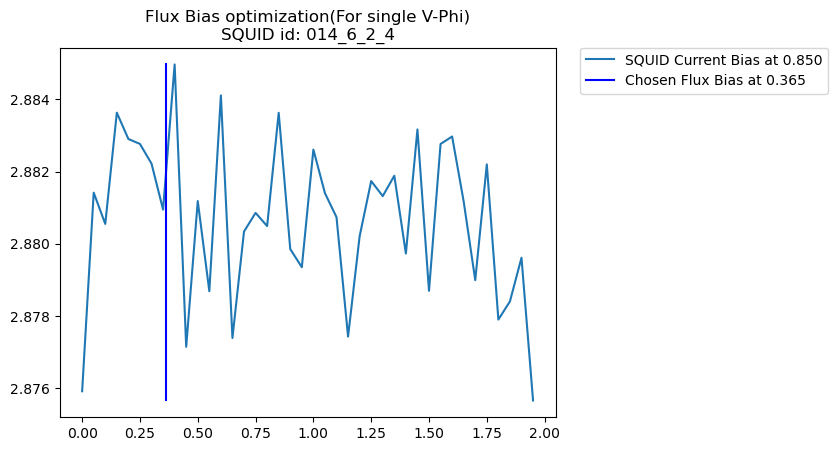 Flux Bias optimization(For single V-Phi)
SQUID id: 014_6_2_4
SQUID Current Bias at 0.850
Chosen Flux Bias at 0.365
2.884
2.882
2.880
2.878
2.876
0.00 0.25 0.50 0.75 1.00 1.25 1.50 1.75 2.00